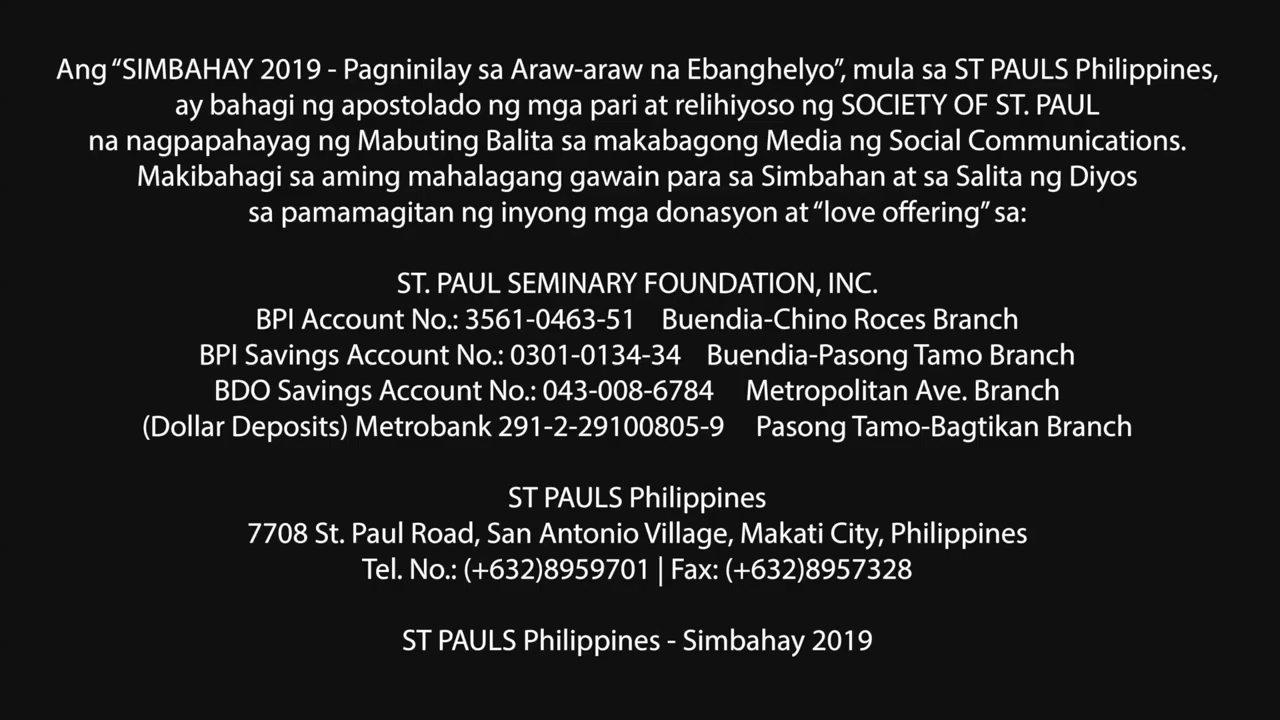 Ang “SIMBAHAY 2019 - Pagninilay sa Araw-araw na Ebanghelyo”, mula sa ST PAULS Philippines,
ay bahagi ng apostolado ng mga pari at relihiyoso ng SOCIETY OF ST. PAUL
na nagpapahayag ng Mabuting Balita sa makabagong Media ng Social Communications.
Makibahagi sa aming mahalagang gawain para sa Simbahan at sa Salita ng Diyos
sa pamamagitan ng inyong mga donasyon at “love offering” sa:
ST. PAUL SEMINARY FOUNDATION, INC.
BPI Account No.: 3561-0463-51 Buendia-Chino Roces Branch
BPI Savings Account No.: 0301-0134-34 Buendia-Pasong Tamo Branch
BDO Savings Account No.: 043-008-6784 Metropolitan Ave. Branch
(Dollar Deposits) Metrobank 291-2-29100805-9 Pasong Tamo-Bagtikan Branch
ST PAULS Philippines
7708 St. Paul Road, San Antonio Village, Makati City, Philippines
Tel. No.: (+632)8959701 | Fax: (+632)8957328
ST PAULS Philippines - Simbahay 2019